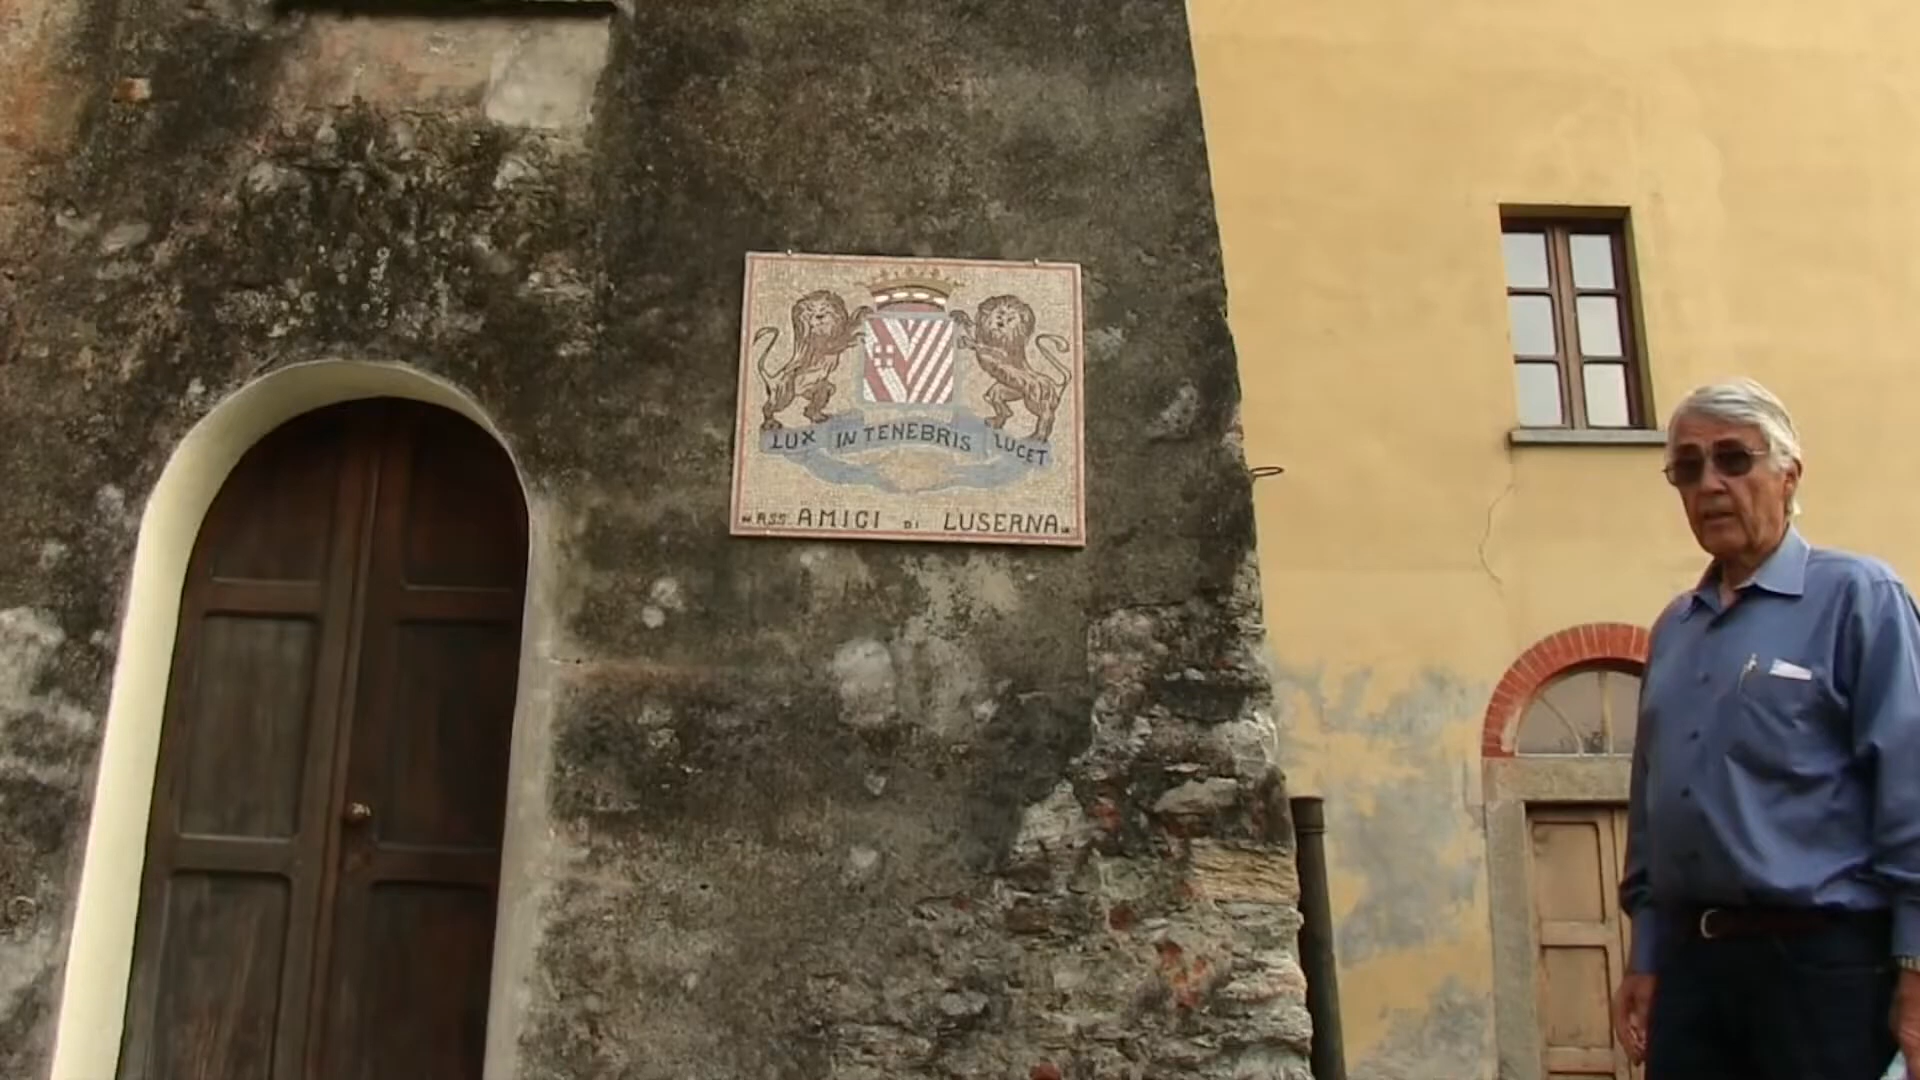 LUX IN TENEBRIS LUCET
ASS. AMICI DI LUSERNA